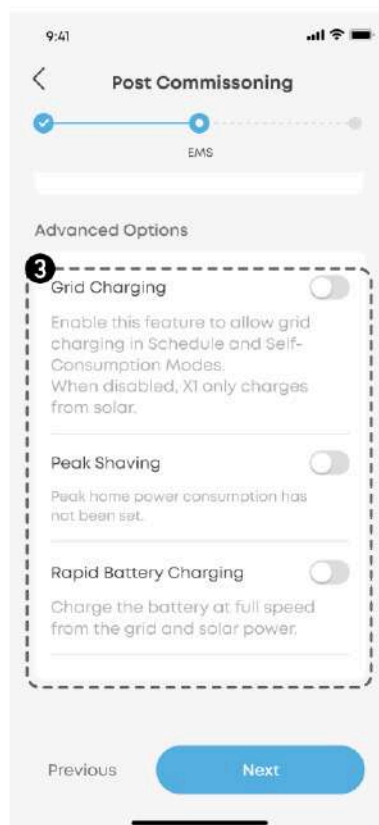 9:41
Post Commissoning
EMS
Advanced Options
3
Grid Charging
Enable this feature to allow grid
charging in Schedule and Self-
Consumption Modes.
When disabled, X1 only charges
from solar.
Peak Shaving
Peak home power consumption has
not been set.
Rapid Battery Charging
Charge the battery at full speed
from the grid and solar power.
Previous
Next